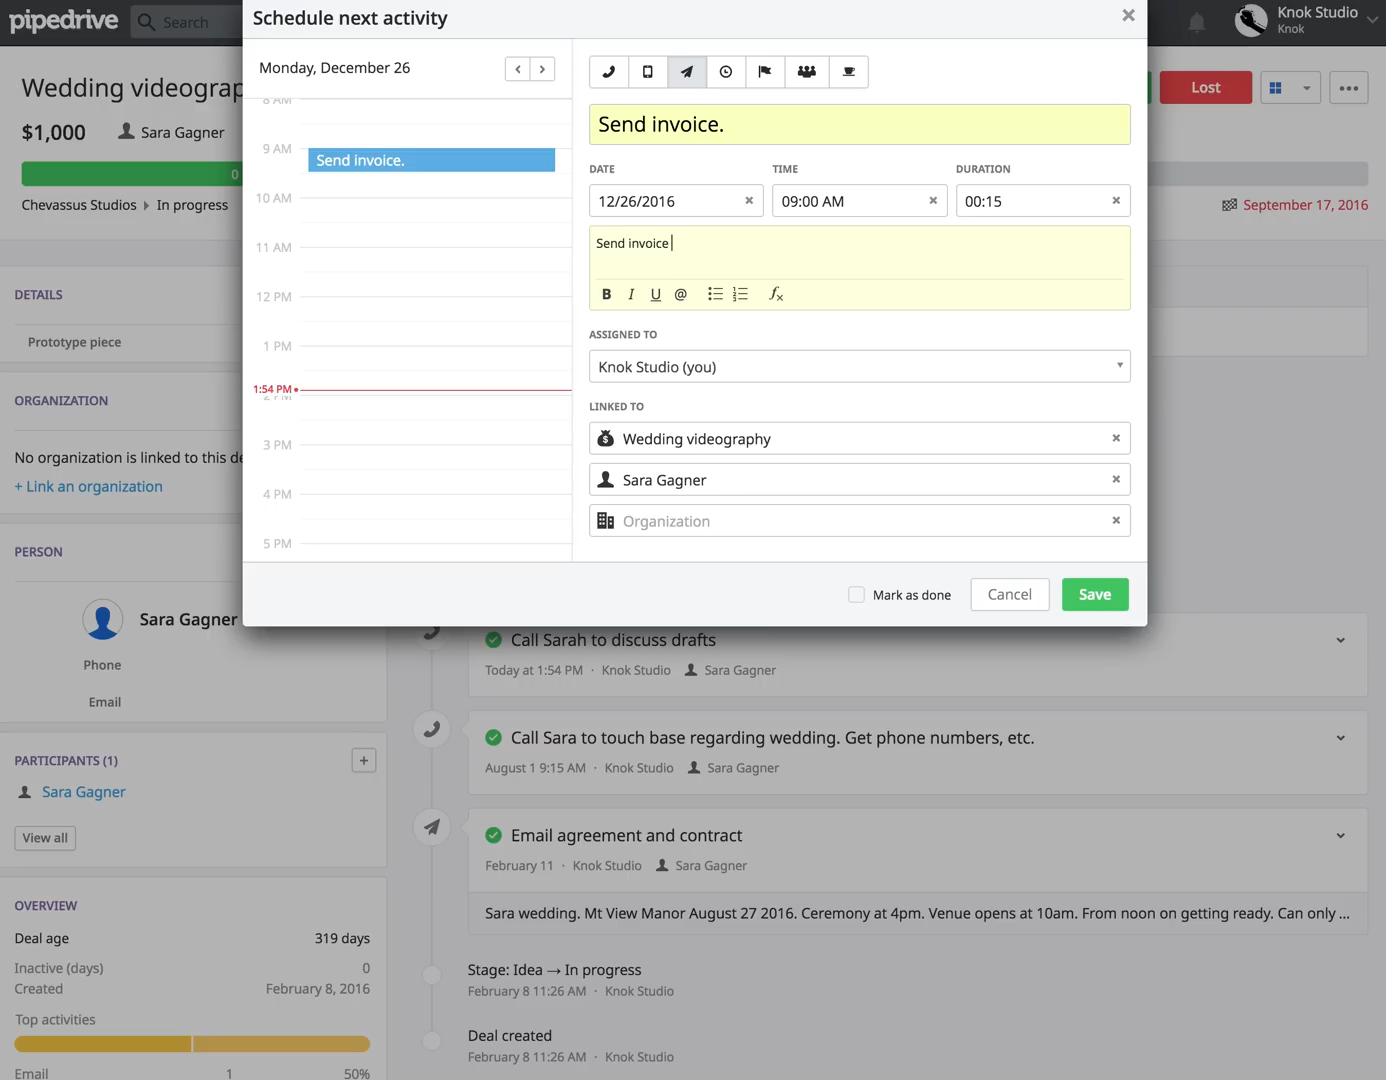 pipedrive
Search
Schedule next activity
Knok Studio
Knok
Wedding videograp
$1,000
Sara Gagner
0
Chevassus Studios
In progress
Lost
September 17, 2016
Monday, December 26
8 AM
9 AM
Send invoice.
10 AM
11 AM
12 PM
1 PM
1:54 PM
2 PM
3 PM
4 PM
5 PM
Send invoice.
DATE
TIME
DURATION
12/26/2016
09:00 AM
00:15
Send invoice
B I U @
ASSIGNED TO
Knok Studio (you)
LINKED TO
Wedding videography
Sara Gagner
Organization
Mark as done
Cancel
Save
DETAILS
Prototype piece
ORGANIZATION
No organization is linked to this de
+ Link an organization
PERSON
Sara Gagner
Phone
Email
PARTICIPANTS (1)
+
Sara Gagner
View all
OVERVIEW
Deal age 319 days
Inactive (days) 0
Created February 8, 2016
Top activities
Email 1 50%
Call Sarah to discuss drafts
Today at 1:54 PM · Knok Studio Sara Gagner
Call Sara to touch base regarding wedding. Get phone numbers, etc.
August 1 9:15 AM · Knok Studio Sara Gagner
Email agreement and contract
February 11 · Knok Studio Sara Gagner
Sara wedding. Mt View Manor August 27 2016. Ceremony at 4pm. Venue opens at 10am. From noon on getting ready. Can only ...
Stage: Idea → In progress
February 8 11:26 AM · Knok Studio
Deal created
February 8 11:26 AM · Knok Studio